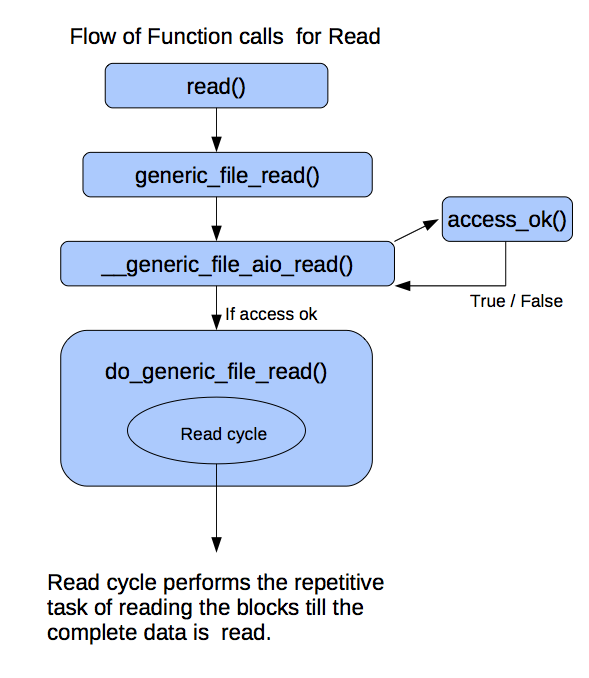 Flow of Function calls  for Read
read()
generic_file_read()
access_ok()
__generic_file_aio_read()
True / False
If access ok
do_generic_file_read()
Read cycle
Read cycle performs the repetitive
task of reading the blocks till the
complete data is  read.